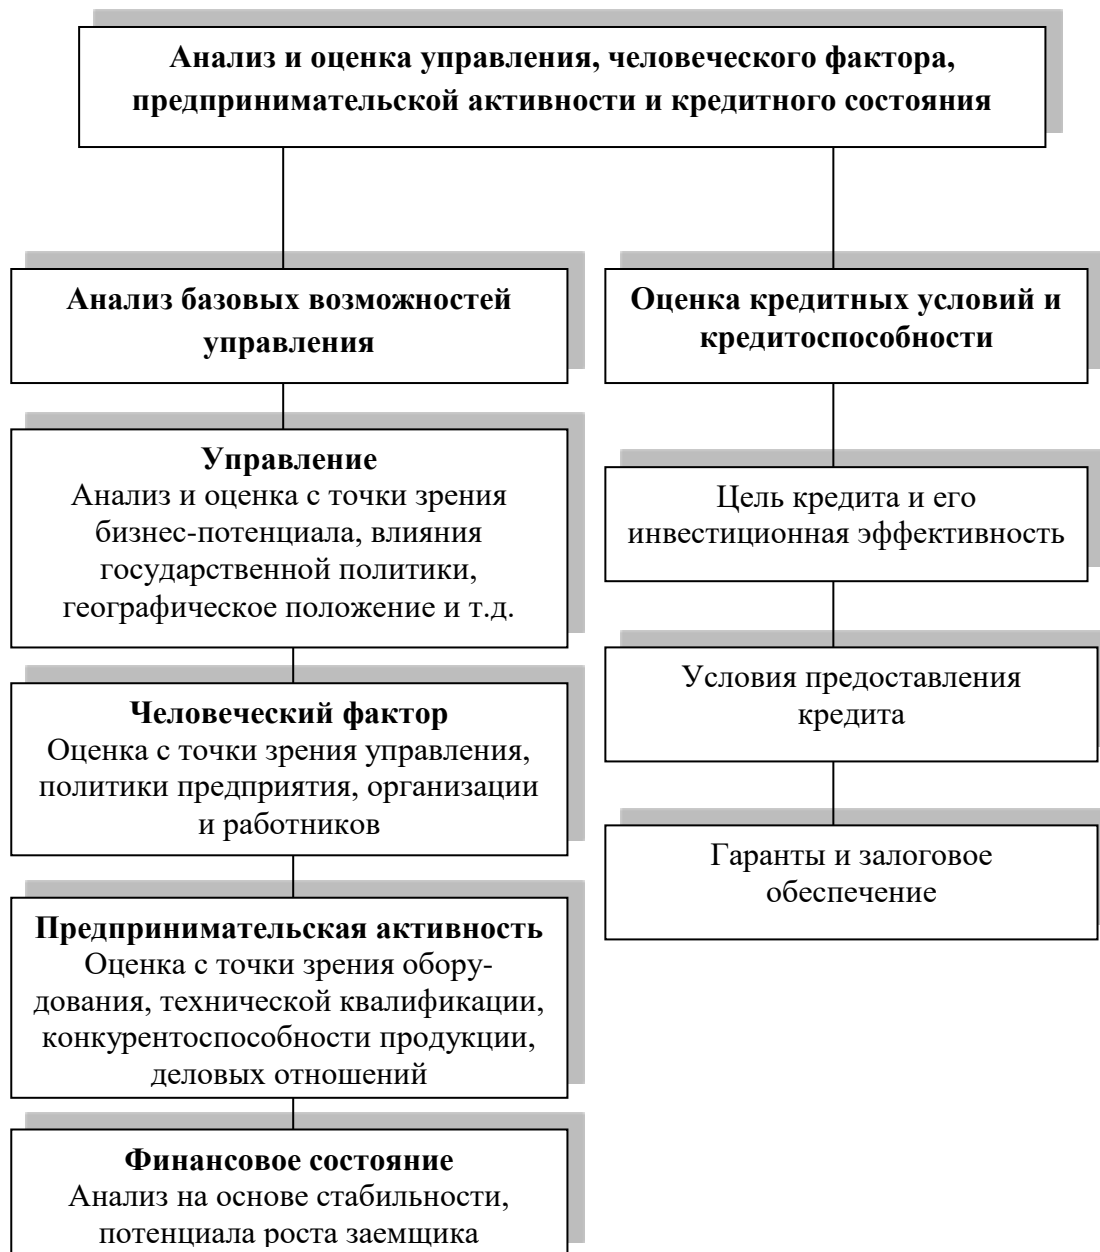 Анализ и оценка управления, человеческого фактора,
предпринимательской активности и кредитного состояния
Анализ базовых возможностей
управления
Управление
Анализ и оценка с точки зрения
бизнес-потенциала, влияния
государственной политики,
географическое положение и т.д.
Человеческий фактор
Оценка с точки зрения управления,
политики предприятия, организации
и работников
Предпринимательская активность
Оценка с точки зрения обору-
дования, технической квалификации,
конкурентоспособности продукции,
деловых отношений
Финансовое состояние
Анализ на основе стабильности,
потенциала роста заемщика
Оценка кредитных условий и
кредитоспособности
Цель кредита и его
инвестиционная эффективность
Условия предоставления
кредита
Гаранты и залоговое
обеспечение